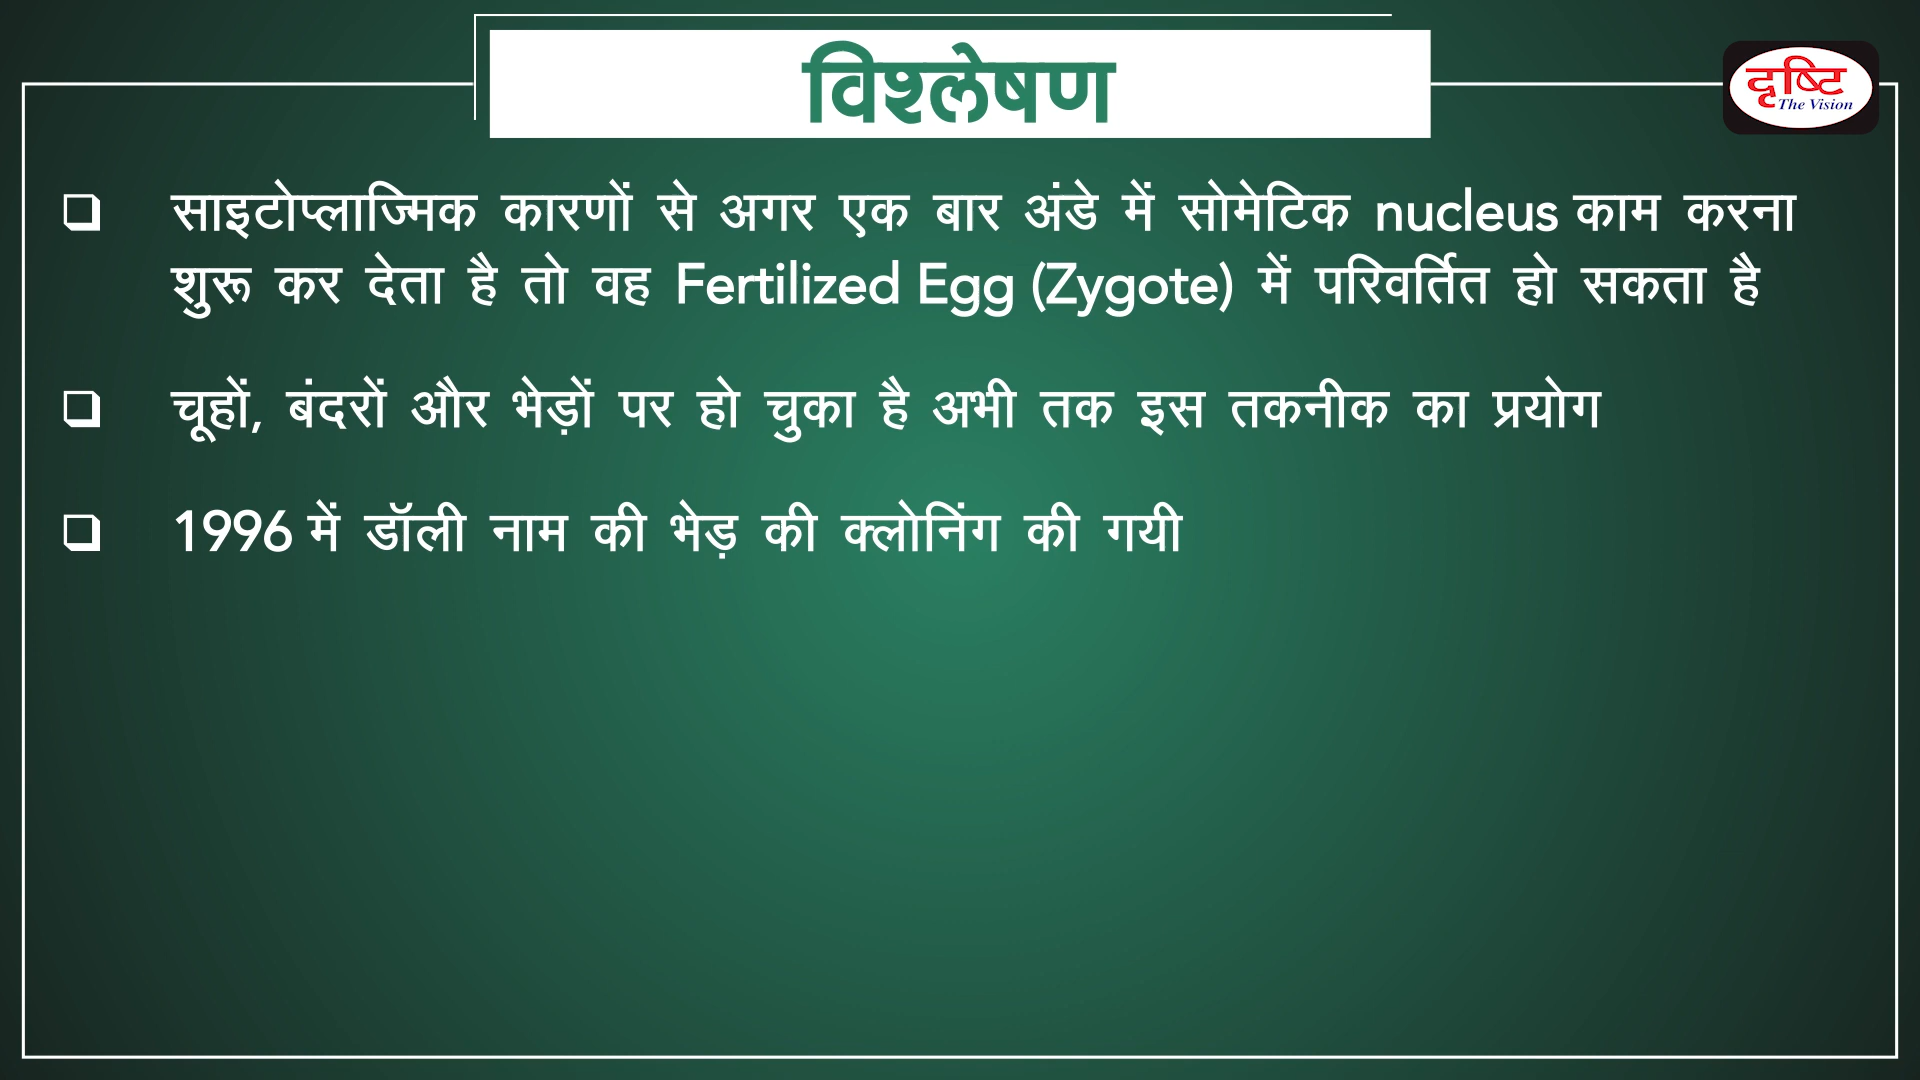 विश्लेषण
दृष्टि
The Vision
❑ साइटोप्लाज्मिक कारणों से अगर एक बार अंडे में सोमेटिक nucleus काम करना
शुरू कर देता है तो वह Fertilized Egg (Zygote) में परिवर्तित हो सकता है
❑ चूहों, बंदरों और भेड़ों पर हो चुका है अभी तक इस तकनीक का प्रयोग
❑ 1996 में डॉली नाम की भेड़ की क्लोनिंग की गयी